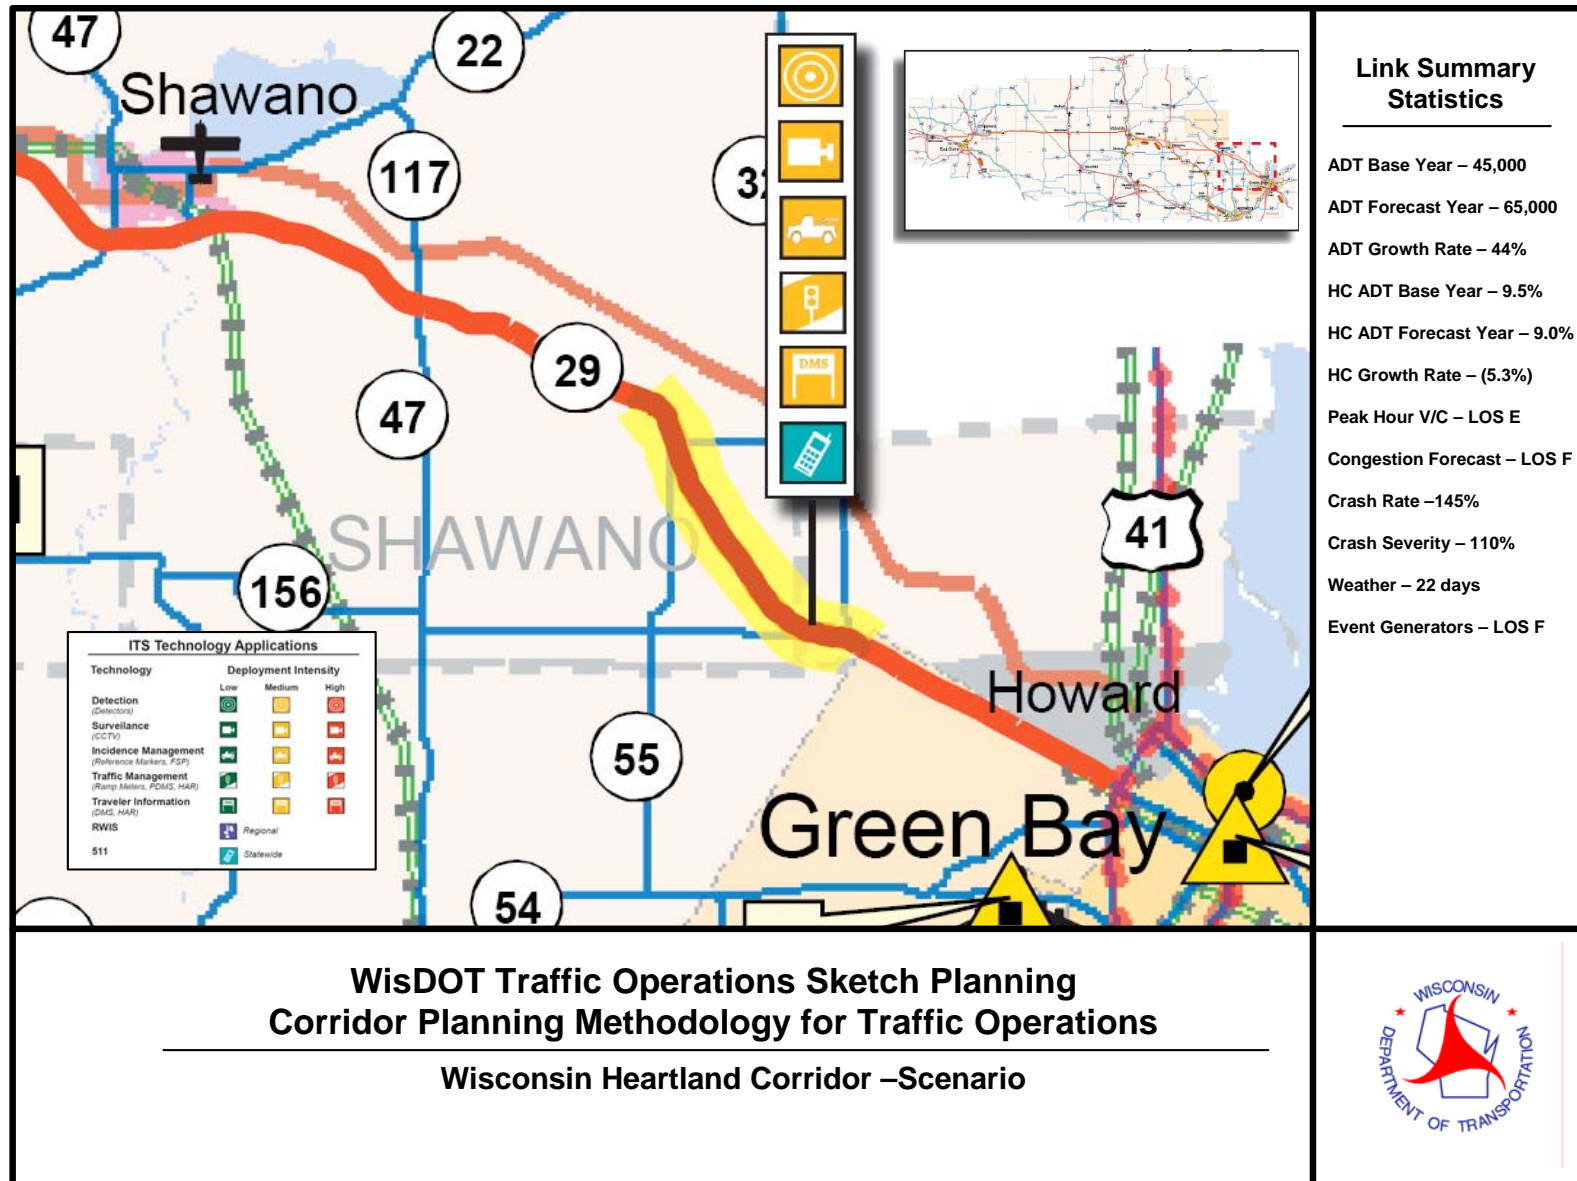 47
22
Shawano
117
32
29
47
SHAWANO
156
41
55
54
Howard
Green Bay
DMS
ITS Technology Applications
Technology
Deployment Intensity
Low
Medium
High
Detection
(Detectors)
Surveilance
(CCTV)
Incidence Management
(Reference Markers, FSP)
Traffic Management
(Ramp Meters, PDMS, HAR)
Traveler Information
(DMS, HAR)
RWIS
Regional
511
Statewide
Link Summary
Statistics
ADT Base Year – 45,000
ADT Forecast Year – 65,000
ADT Growth Rate – 44%
HC ADT Base Year – 9.5%
HC ADT Forecast Year – 9.0%
HC Growth Rate – (5.3%)
Peak Hour V/C – LOS E
Congestion Forecast – LOS F
Crash Rate –145%
Crash Severity – 110%
Weather – 22 days
Event Generators – LOS F
WisDOT Traffic Operations Sketch Planning
Corridor Planning Methodology for Traffic Operations
Wisconsin Heartland Corridor –Scenario
WISCONSIN
DEPARTMENT OF TRANSPORTATION